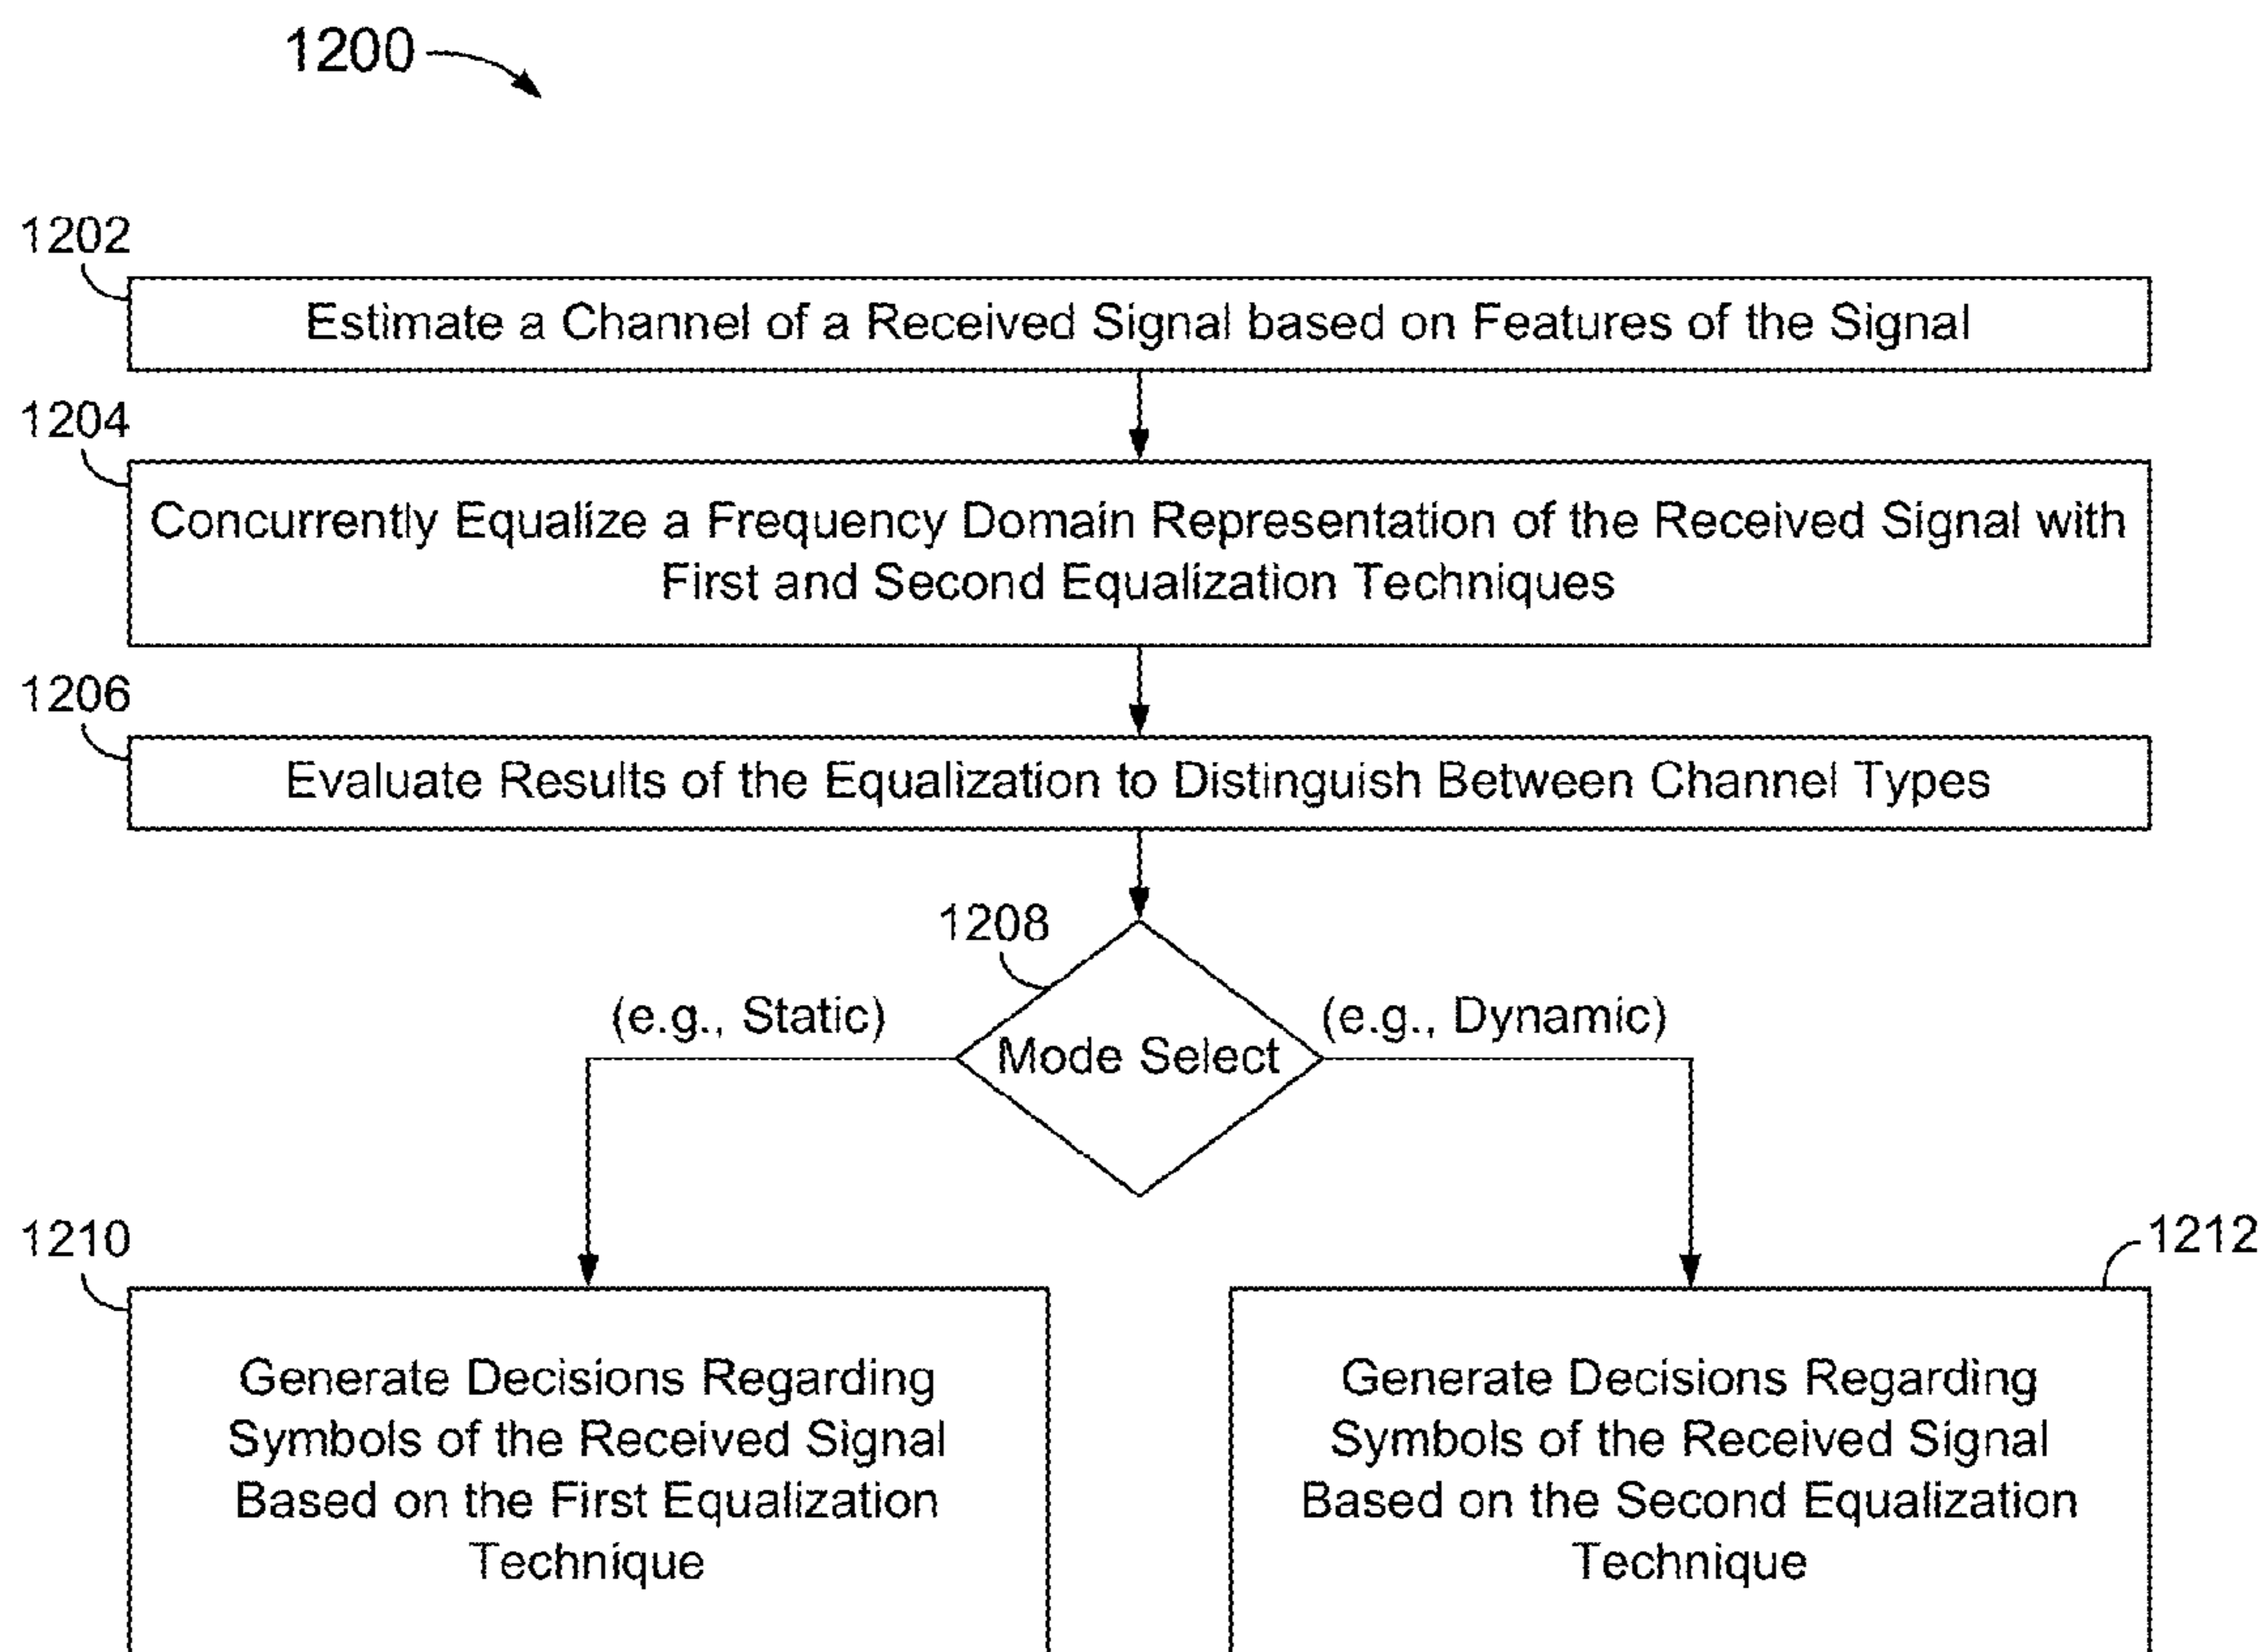 1200
1202
Estimate a Channel of a Received Signal based on Features of the Signal
1204
Concurrently Equalize a Frequency Domain Representation of the Received Signal with
First and Second Equalization Techniques
1206
Evaluate Results of the Equalization to Distinguish Between Channel Types
1208
(e.g., Static)
(e.g., Dynamic)
Mode Select
1210
1212
Generate Decisions Regarding
Symbols of the Received Signal
Based on the First Equalization
Technique
Generate Decisions Regarding
Symbols of the Received Signal
Based on the Second Equalization
Technique